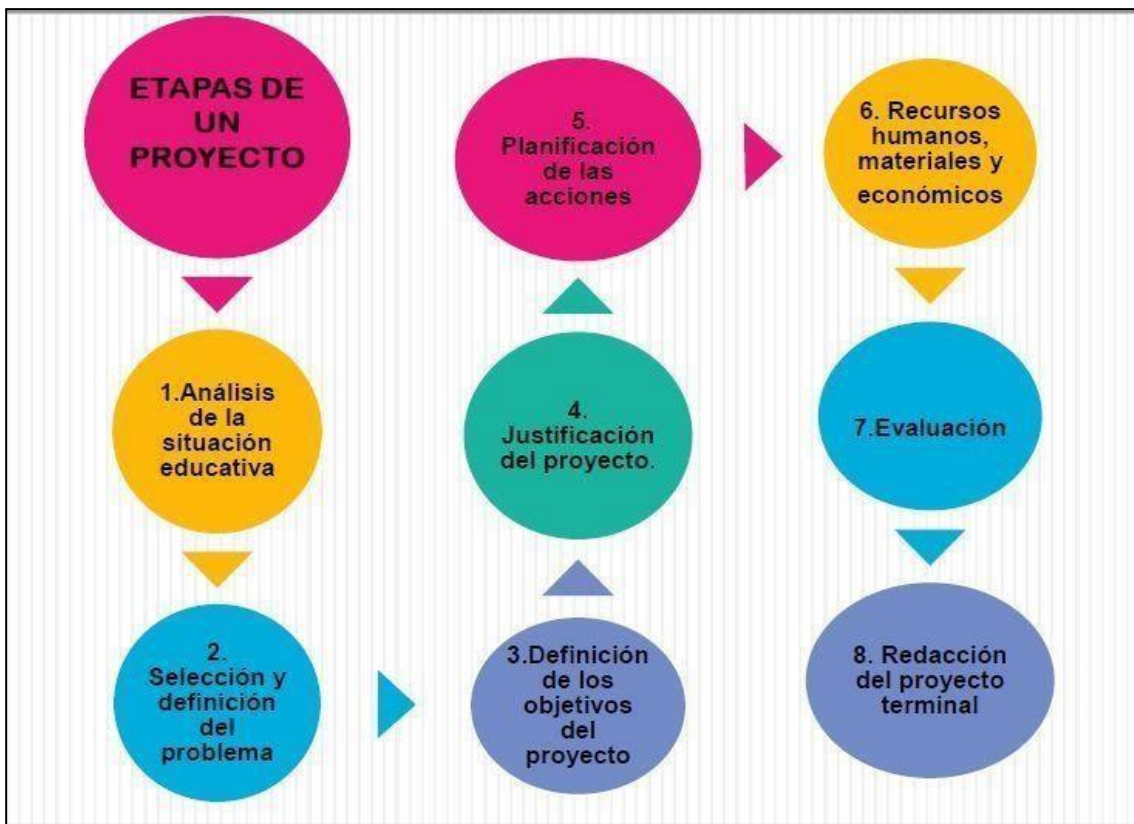 ETAPAS DE
UN
PROYECTO
1.Análisis
de la
situación
educativa
2.
Selección y
definición
del
problema
3.Definición
de los
objetivos
del
proyecto
4.
Justificación
del proyecto.
5.
Planificación
de las
acciones
6. Recursos
humanos,
materiales y
económicos
7.Evaluación
8. Redacción
del proyecto
terminal